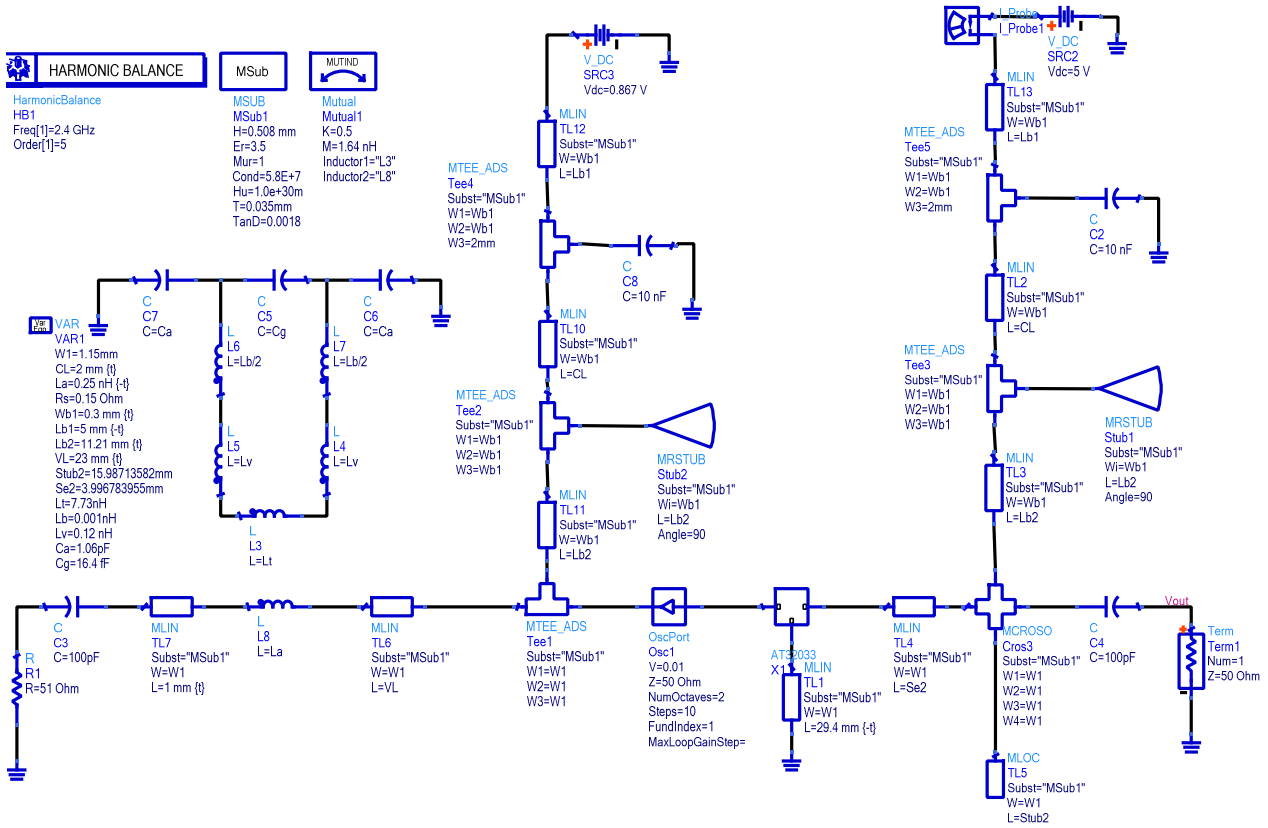 HARMONIC BALANCE
HarmonicBalance
HB1
Freq[1]=2.4 GHz
Order[1]=5
MSub
MSUB
MSub1
H=0.508 mm
Er=3.5
Mur=1
Cond=5.8E+7
Hu=1.0e+30m
T=0.035mm
TanD=0.0018
MUTIND
Mutual
Mutual1
K=0.5
M=1.64 nH
Inductor1="L3"
Inductor2="L8"
Var
Eqn
VAR
VAR1
W1=1.15mm
CL=2 mm {t}
La=0.25 nH {-t}
Rs=0.15 Ohm
Wb1=0.3 mm {t}
Lb1=5 mm {-t}
Lb2=11.21 mm {t}
VL=23 mm {t}
Stub2=15.98713582mm
Se2=3.996783955mm
Lt=7.73nH
Lb=0.001nH
Lv=0.12 nH
Ca=1.06pF
Cg=16.4 fF
C
C7
C=Ca
C
C5
C=Cg
C
C6
C=Ca
L
L6
L=Lb/2
L
L7
L=Lb/2
L
L5
L=Lv
L
L4
L=Lv
L
L3
L=Lt
V_DC
SRC3
Vdc=0.867 V
MLIN
TL12
Subst="MSub1"
W=Wb1
L=Lb1
MTEE_ADS
Tee4
Subst="MSub1"
W1=Wb1
W2=Wb1
W3=2mm
C
C8
C=10 nF
MLIN
TL10
Subst="MSub1"
W=Wb1
L=CL
MTEE_ADS
Tee2
Subst="MSub1"
W1=Wb1
W2=Wb1
W3=Wb1
MRSTUB
Stub2
Subst="MSub1"
Wi=Wb1
L=Lb2
Angle=90
MLIN
TL11
Subst="MSub1"
W=Wb1
L=Lb2
I_Probe
I_Probe1
V_DC
SRC2
Vdc=5 V
MLIN
TL13
Subst="MSub1"
W=Wb1
L=Lb1
MTEE_ADS
Tee5
Subst="MSub1"
W1=Wb1
W2=Wb1
W3=2mm
C
C2
C=10 nF
MLIN
TL2
Subst="MSub1"
W=Wb1
L=CL
MTEE_ADS
Tee3
Subst="MSub1"
W1=Wb1
W2=Wb1
W3=Wb1
MRSTUB
Stub1
Subst="MSub1"
Wi=Wb1
L=Lb2
Angle=90
MLIN
TL3
Subst="MSub1"
W=Wb1
L=Lb2
R
R1
R=51 Ohm
C
C3
C=100pF
MLIN
TL7
Subst="MSub1"
W=W1
L=1 mm {t}
L
L8
L=La
MLIN
TL6
Subst="MSub1"
W=W1
L=VL
MTEE_ADS
Tee1
Subst="MSub1"
W1=W1
W2=W1
W3=W1
OscPort
Osc1
V=0.01
Z=50 Ohm
NumOctaves=2
Steps=10
FundIndex=1
MaxLoopGainStep=
AT32033
X1
MLIN
TL1
Subst="MSub1"
W=W1
L=29.4 mm {-t}
MLIN
TL4
Subst="MSub1"
W=W1
L=Se2
MCROSO
Cros3
Subst="MSub1"
W1=W1
W2=W1
W3=W1
W4=W1
C
C4
C=100pF
Vout
Term
Term1
Num=1
Z=50 Ohm
MLOC
TL5
Subst="MSub1"
W=W1
L=Stub2